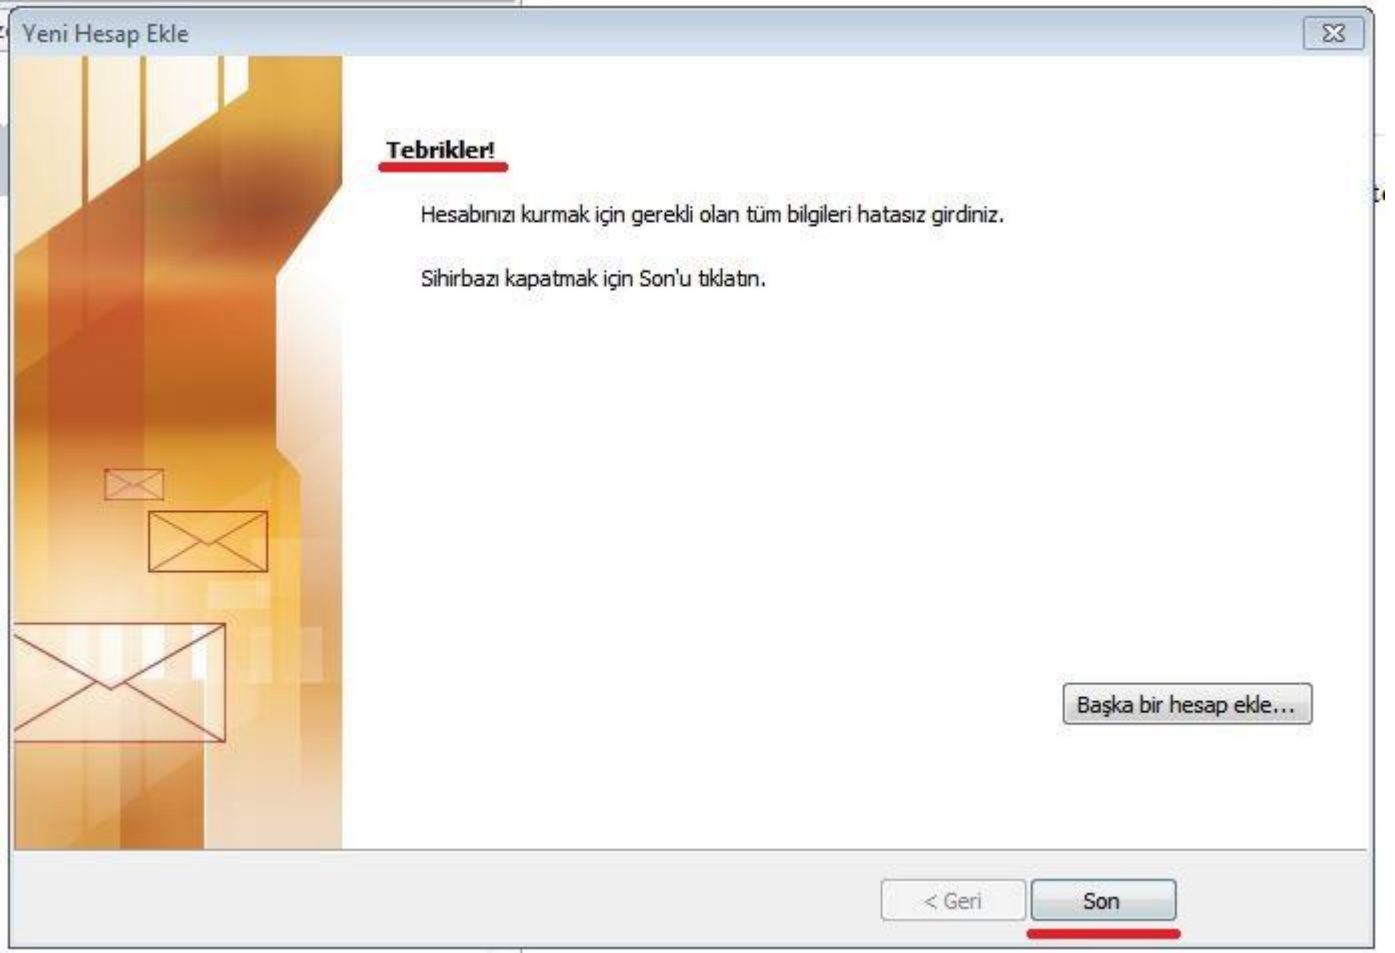 Yeni Hesap Ekle
Tebrikler!
Hesabınızı kurmak için gerekli olan tüm bilgileri hatasız girdiniz.
Sihirbazı kapatmak için Son'u tıklatın.
Başka bir hesap ekle...
< Geri
Son